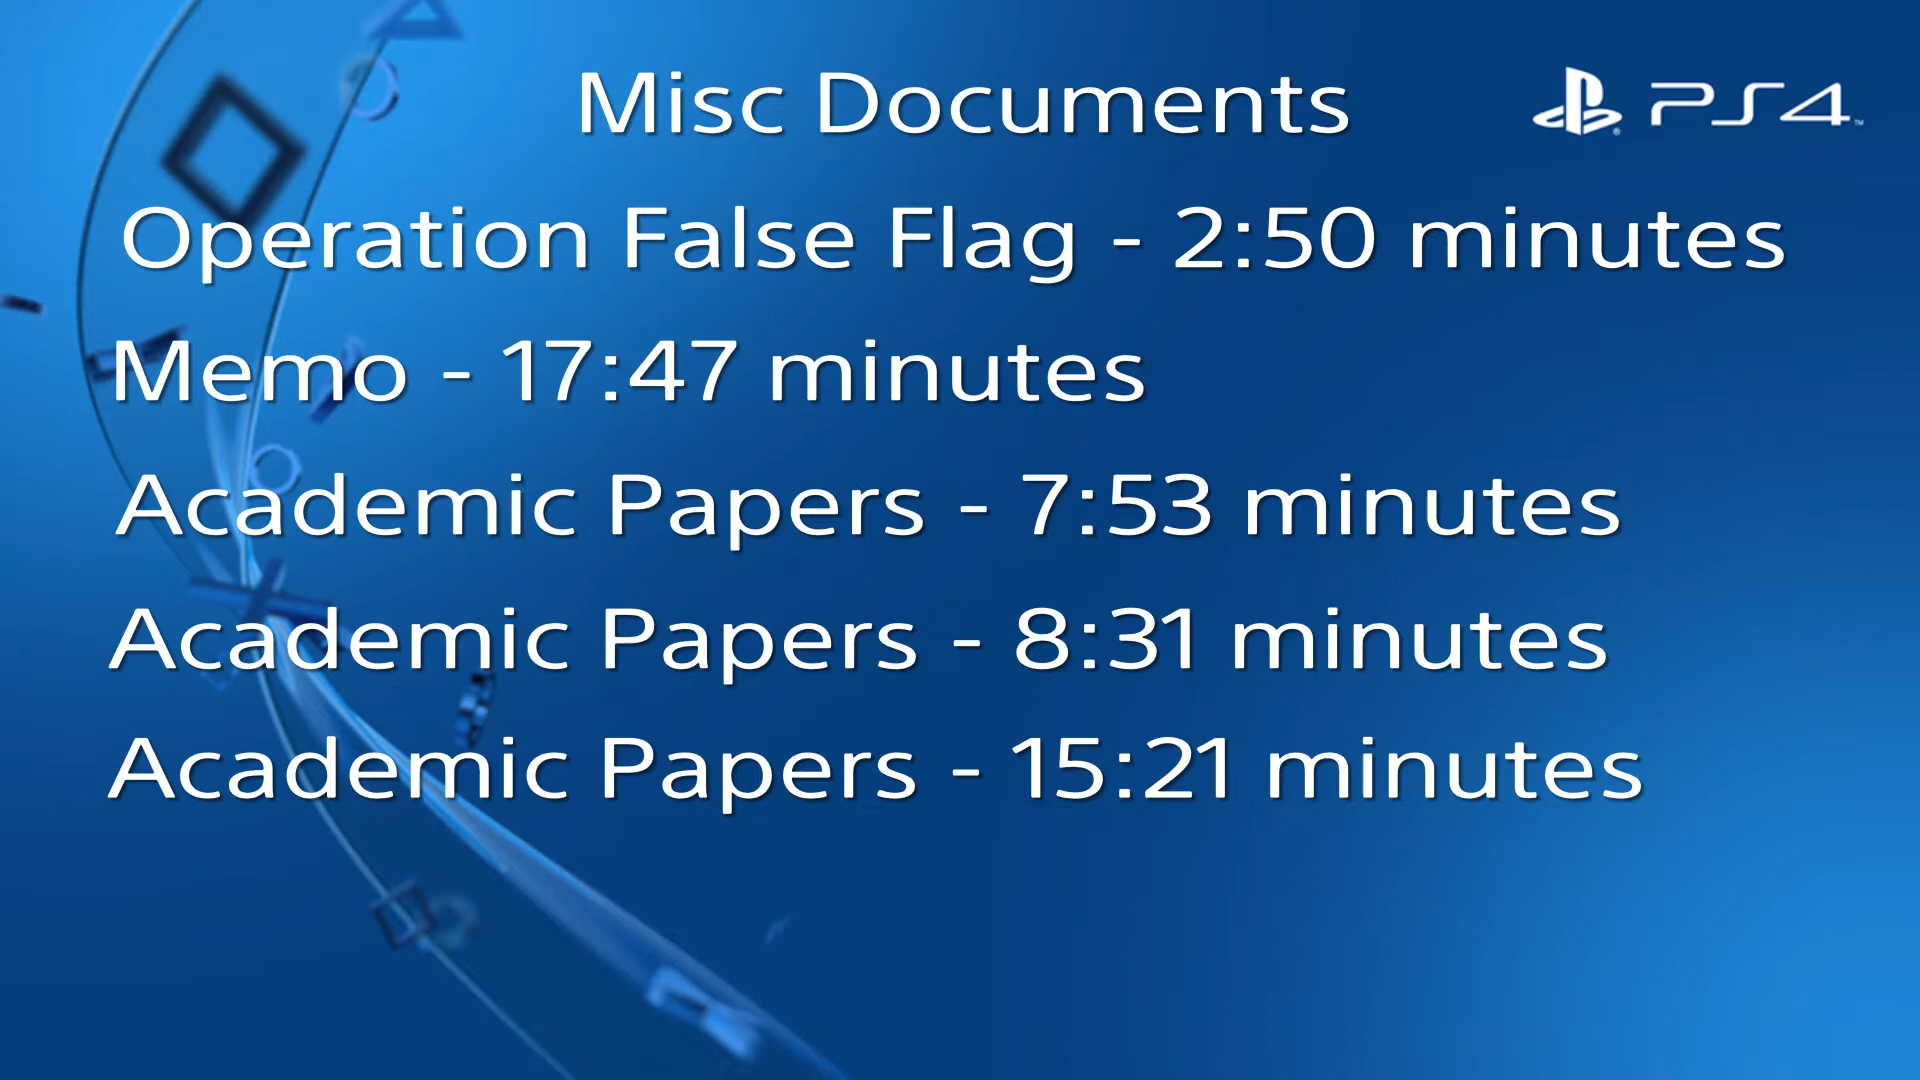 Misc Documents
PS4™
Operation False Flag - 2:50 minutes
Memo - 17:47 minutes
Academic Papers - 7:53 minutes
Academic Papers - 8:31 minutes
Academic Papers - 15:21 minutes